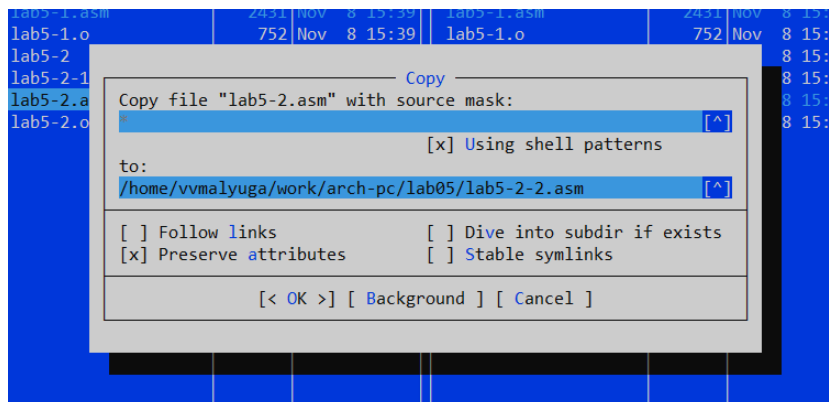 lab5-1.asm 2431 Nov 8 15:39 lab5-1.asm 2431 Nov 8 15:
lab5-1.o 752 Nov 8 15:39 lab5-1.o 752 Nov 8 15:
lab5-2 8 15:
lab5-2-1 Copy 8 15:
lab5-2.a Copy file "lab5-2.asm" with source mask: 8 15:
lab5-2.o * [^] 8 15:
[x] Using shell patterns
to:
/home/vvmalyuga/work/arch-pc/lab05/lab5-2-2.asm [^]
[ ] Follow links [ ] Dive into subdir if exists
[x] Preserve attributes [ ] Stable symlinks
[< OK >] [ Background ] [ Cancel ]